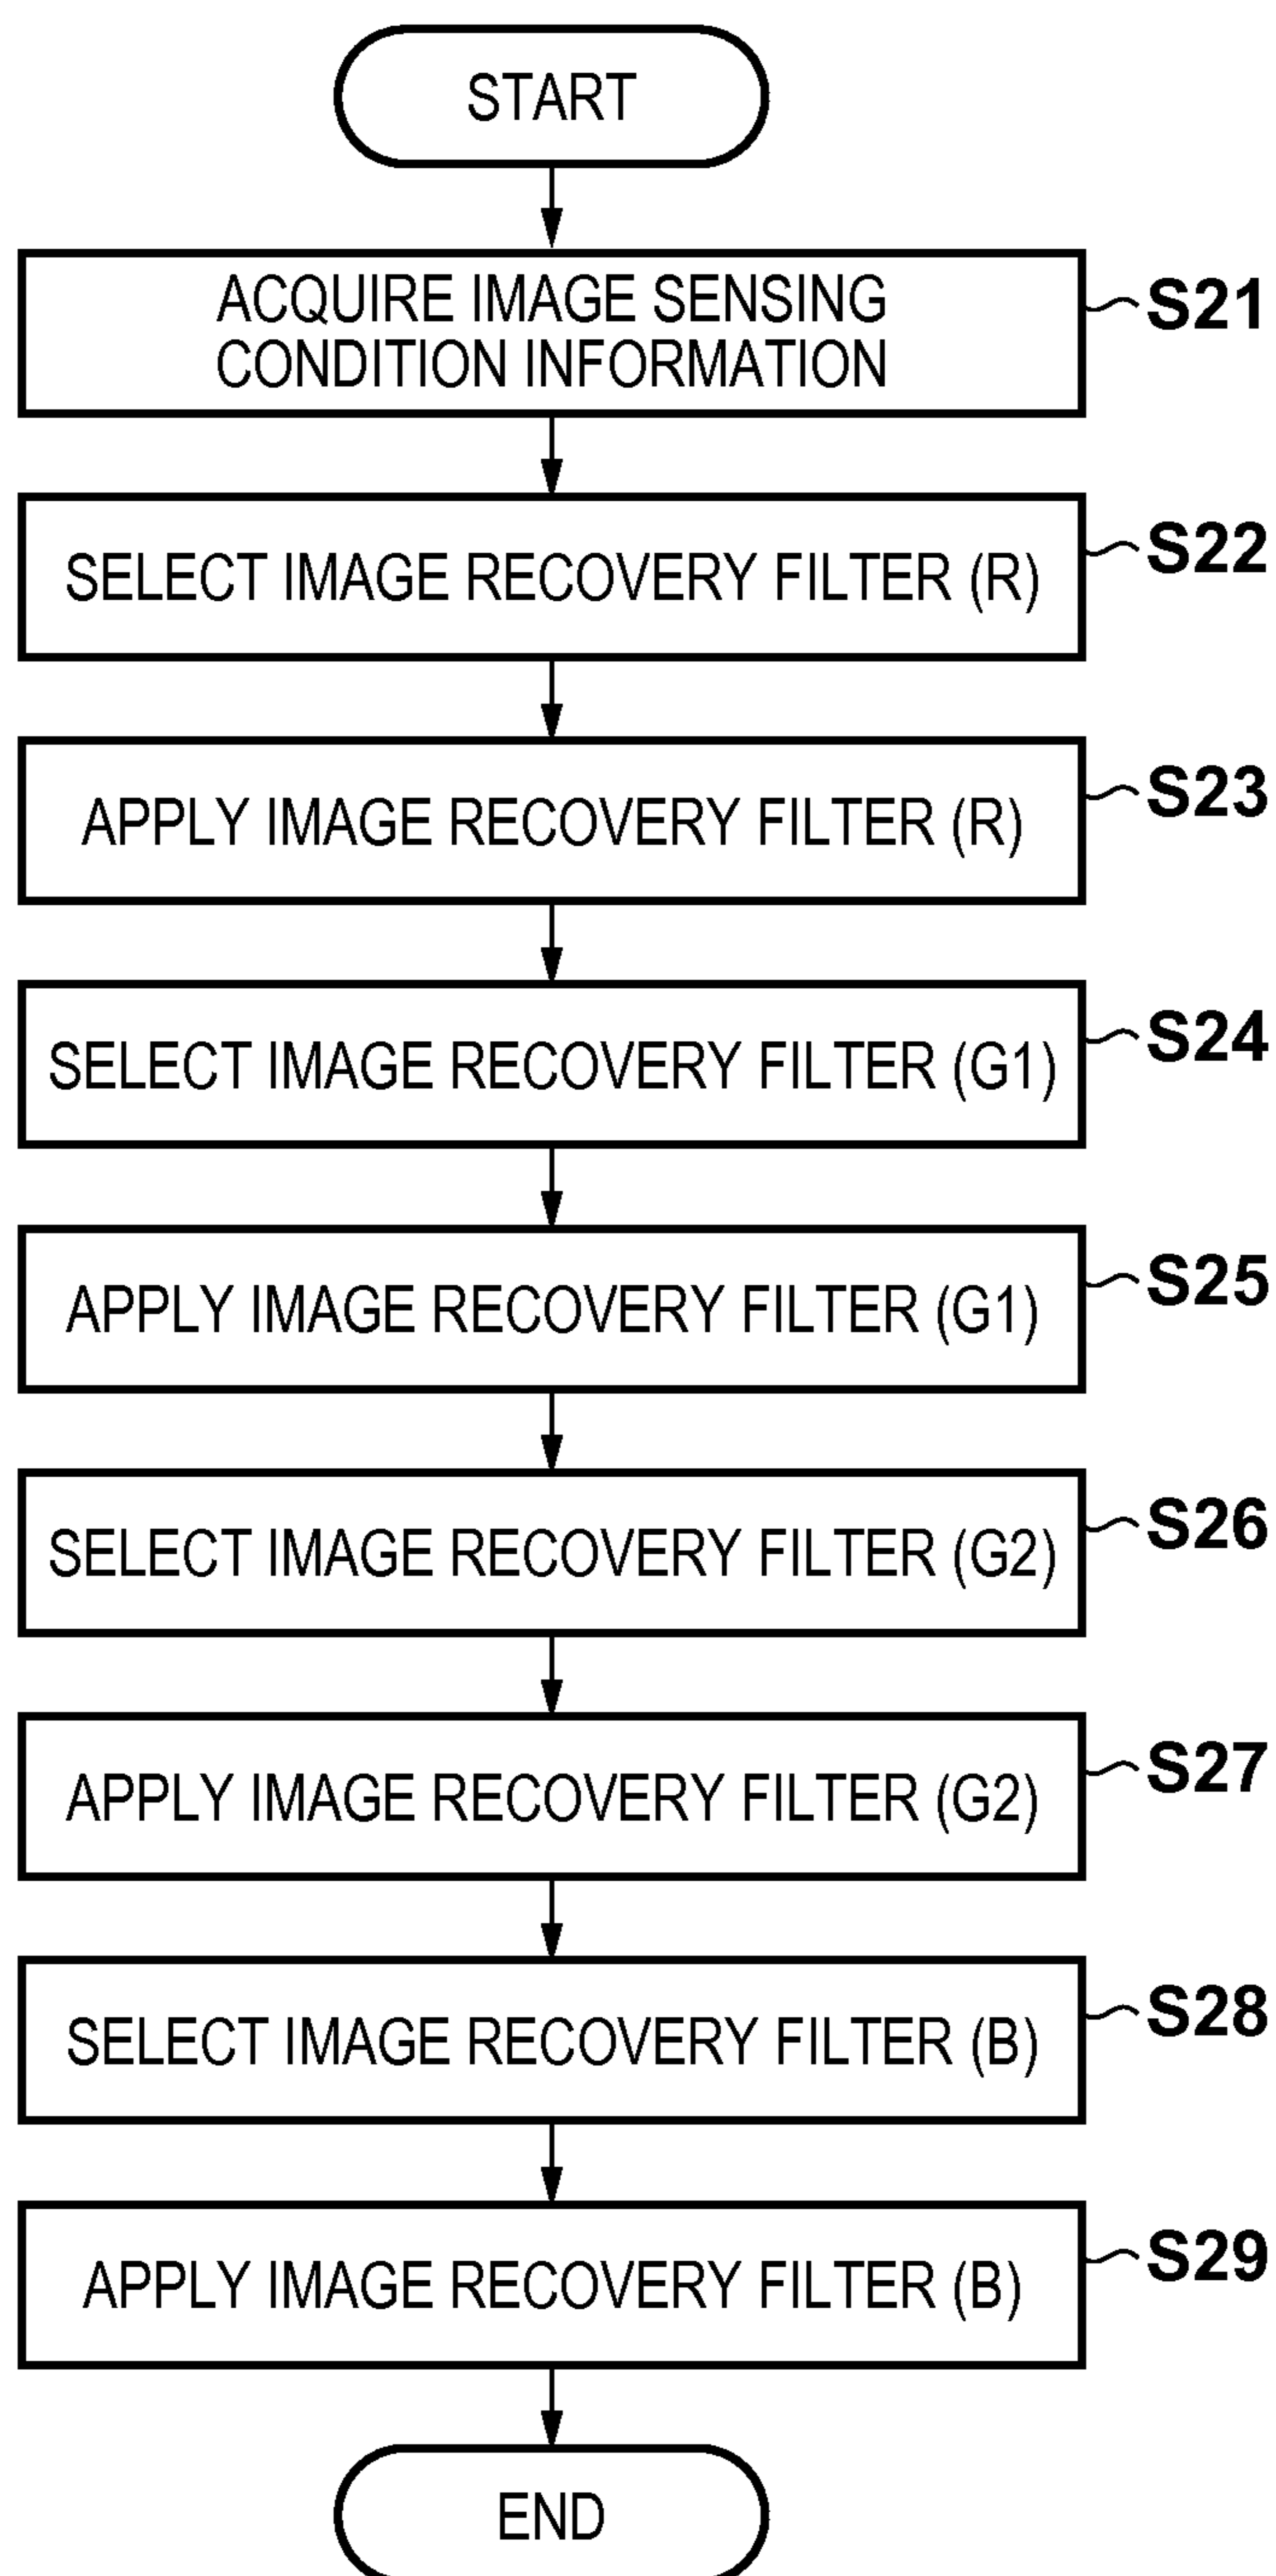 START
ACQUIRE IMAGE SENSING
CONDITION INFORMATION
S21
SELECT IMAGE RECOVERY FILTER (R)
S22
APPLY IMAGE RECOVERY FILTER (R)
S23
SELECT IMAGE RECOVERY FILTER (G1)
S24
APPLY IMAGE RECOVERY FILTER (G1)
S25
SELECT IMAGE RECOVERY FILTER (G2)
S26
APPLY IMAGE RECOVERY FILTER (G2)
S27
SELECT IMAGE RECOVERY FILTER (B)
S28
APPLY IMAGE RECOVERY FILTER (B)
S29
END